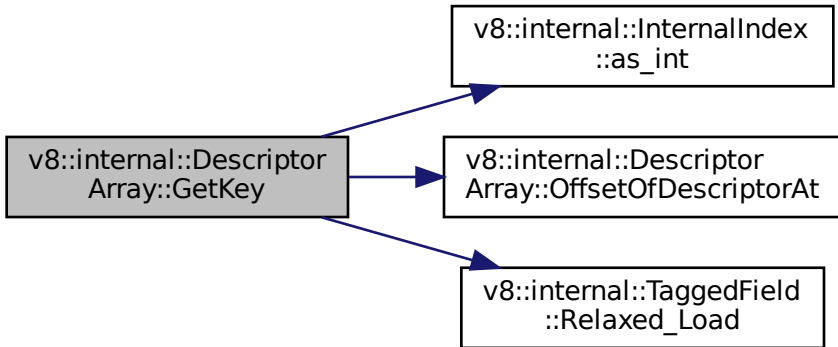 v8::internal::InternalIndex
::as_int
v8::internal::Descriptor
Array::GetKey
v8::internal::Descriptor
Array::OffsetOfDescriptorAt
v8::internal::TaggedField
::Relaxed_Load